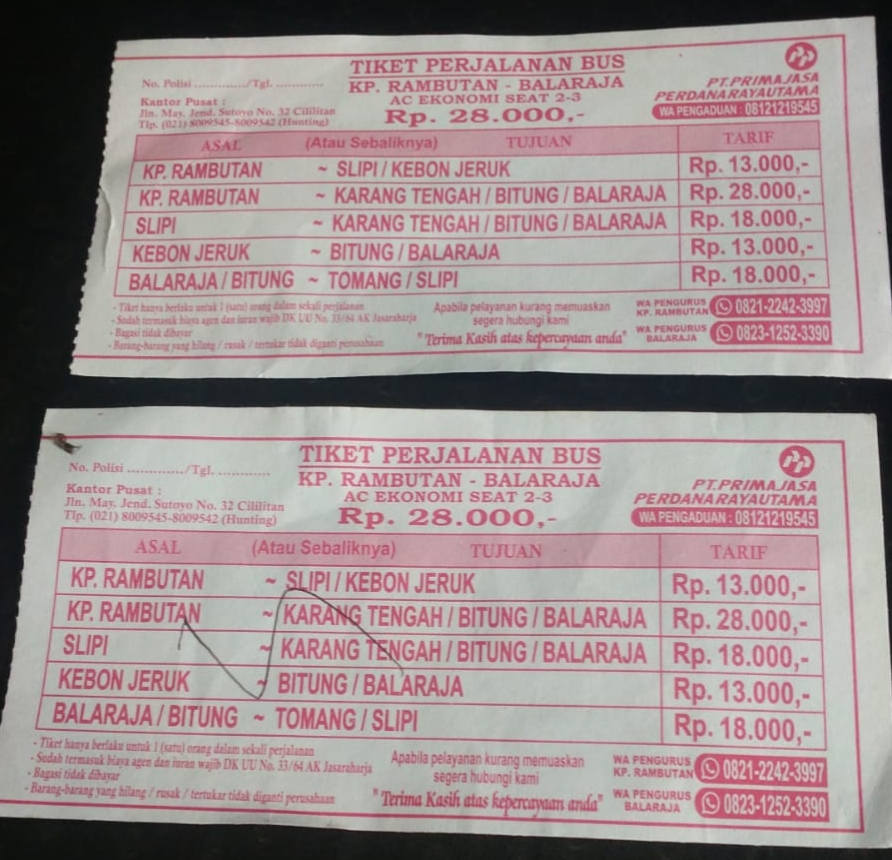 TIKET PERJALANAN BUS
No. Polisi ............../Tgl. .............
KP. RAMBUTAN - BALARAJA
PT.PRIMAJASA
Kantor Pusat :
AC EKONOMI SEAT 2-3
PERDANARAYAUTAMA
Jln. May. Jend. Sutoyo No. 32 Cililitan
Rp. 28.000,-
WA PENGADUAN : 08121219545
Tlp. (021) 8009545-8009542 (Hunting)
ASAL (Atau Sebaliknya) TUJUAN TARIF
KP. RAMBUTAN ~ SLIPI / KEBON JERUK Rp. 13.000,-
KP. RAMBUTAN ~ KARANG TENGAH / BITUNG / BALARAJA Rp. 28.000,-
SLIPI ~ KARANG TENGAH / BITUNG / BALARAJA Rp. 18.000,-
KEBON JERUK ~ BITUNG / BALARAJA Rp. 13.000,-
BALARAJA / BITUNG ~ TOMANG / SLIPI Rp. 18.000,-
- Tiket hanya berlaku untuk 1 (satu) orang dalam sekali perjalanan
- Sudah termasuk biaya agen dan iuran wajib DK UU No. 33/64 AK Jasaraharja
- Bagasi tidak dibayar
- Barang-barang yang hilang / rusak / tertukar tidak diganti perusahaan
Apabila pelayanan kurang memuaskan
segera hubungi kami
"Terima Kasih atas kepercayaan anda"
WA PENGURUS
KP. RAMBUTAN 0821-2242-3997
WA PENGURUS
BALARAJA 0823-1252-3390
TIKET PERJALANAN BUS
No. Polisi ............../Tgl. .............
KP. RAMBUTAN - BALARAJA
PT.PRIMAJASA
Kantor Pusat :
AC EKONOMI SEAT 2-3
PERDANARAYAUTAMA
Jln. May. Jend. Sutoyo No. 32 Cililitan
Rp. 28.000,-
WA PENGADUAN : 08121219545
Tlp. (021) 8009545-8009542 (Hunting)
ASAL (Atau Sebaliknya) TUJUAN TARIF
KP. RAMBUTAN ~ SLIPI / KEBON JERUK Rp. 13.000,-
KP. RAMBUTAN ~ KARANG TENGAH / BITUNG / BALARAJA Rp. 28.000,-
SLIPI ~ KARANG TENGAH / BITUNG / BALARAJA Rp. 18.000,-
KEBON JERUK ~ BITUNG / BALARAJA Rp. 13.000,-
BALARAJA / BITUNG ~ TOMANG / SLIPI Rp. 18.000,-
- Tiket hanya berlaku untuk 1 (satu) orang dalam sekali perjalanan
- Sudah termasuk biaya agen dan iuran wajib DK UU No. 33/64 AK Jasaraharja
- Bagasi tidak dibayar
- Barang-barang yang hilang / rusak / tertukar tidak diganti perusahaan
Apabila pelayanan kurang memuaskan
segera hubungi kami
"Terima Kasih atas kepercayaan anda"
WA PENGURUS
KP. RAMBUTAN 0821-2242-3997
WA PENGURUS
BALARAJA 0823-1252-3390